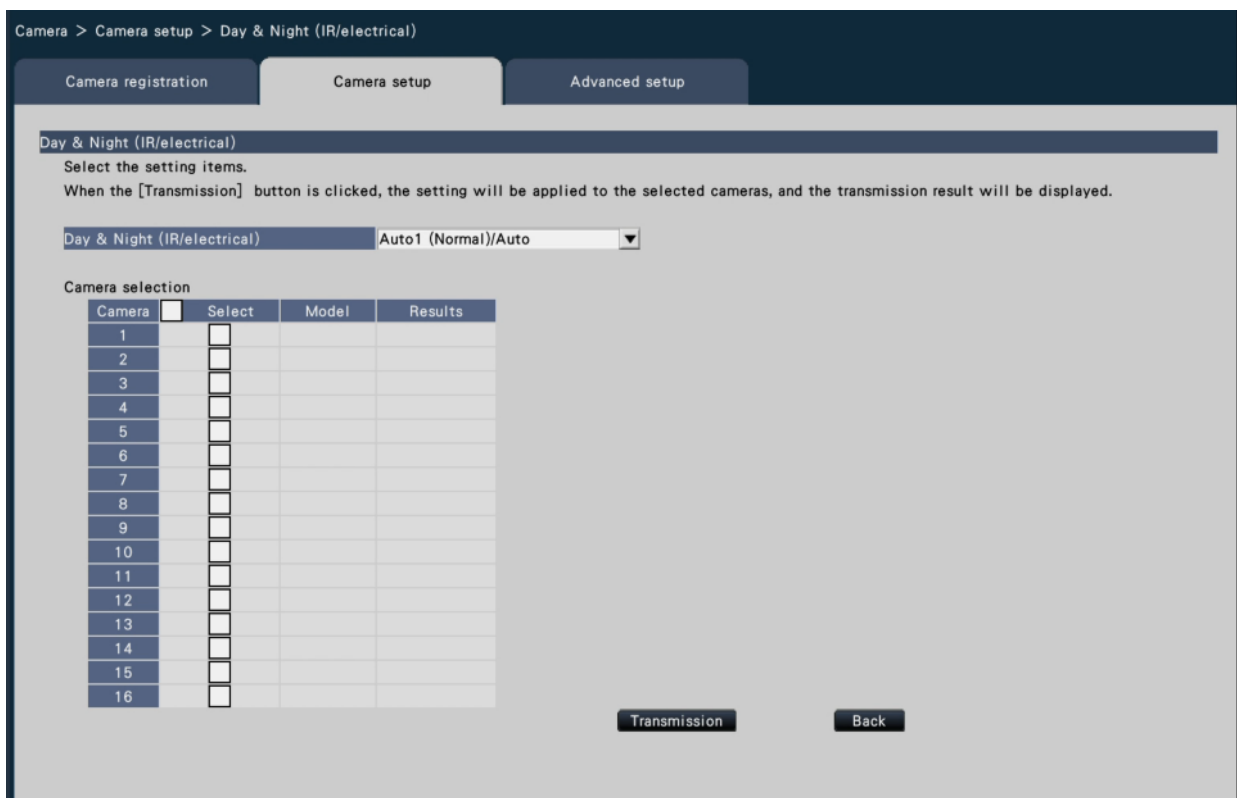 Camera > Camera setup > Day & Night (IR/electrical)
Camera registration Camera setup Advanced setup
Day & Night (IR/electrical)
Select the setting items.
When the [Transmission] button is clicked, the setting will be applied to the selected cameras, and the transmission result will be displayed.
Day & Night (IR/electrical) Auto1 (Normal)/Auto
Camera selection
Camera Select Model Results
1
2
3
4
5
6
7
8
9
10
11
12
13
14
15
16
Transmission Back